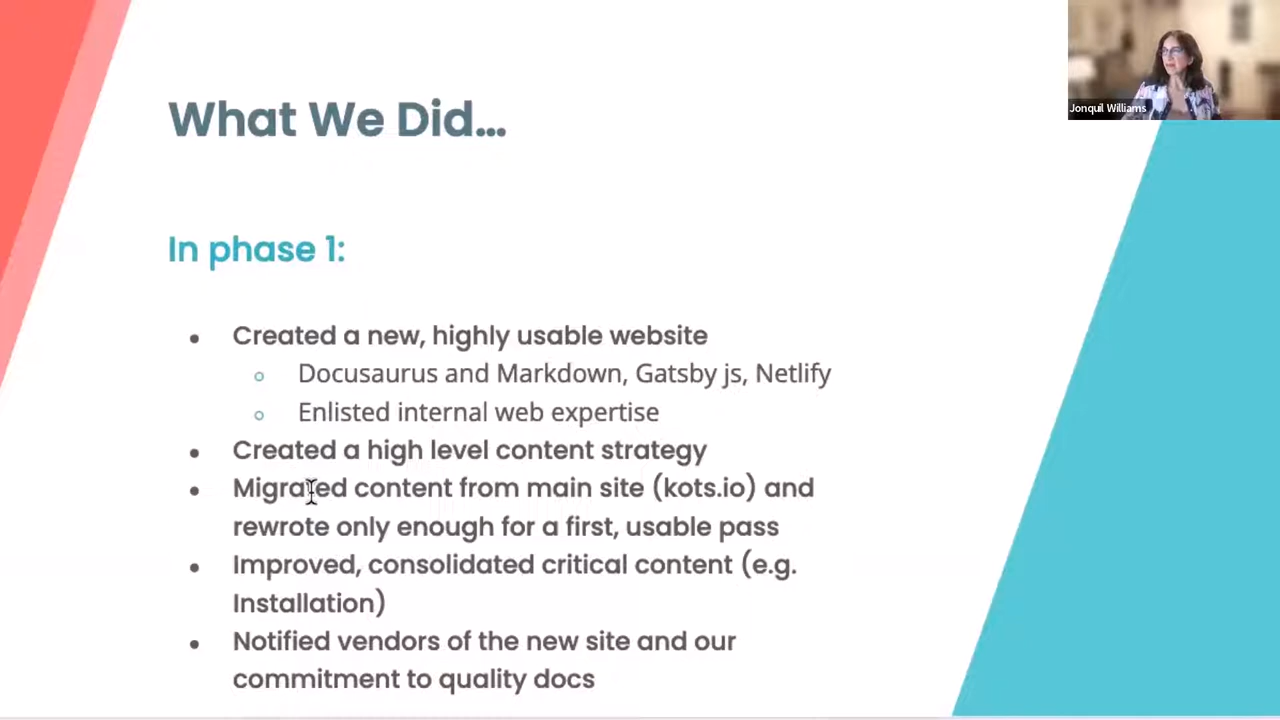 What We Did...
Jonquil Williams
In phase 1:
● Created a new, highly usable website
○ Docusaurus and Markdown, Gatsby js, Netlify
○ Enlisted internal web expertise
● Created a high level content strategy
● Migrated content from main site (kots.io) and
rewrote only enough for a first, usable pass
● Improved, consolidated critical content (e.g.
Installation)
● Notified vendors of the new site and our
commitment to quality docs